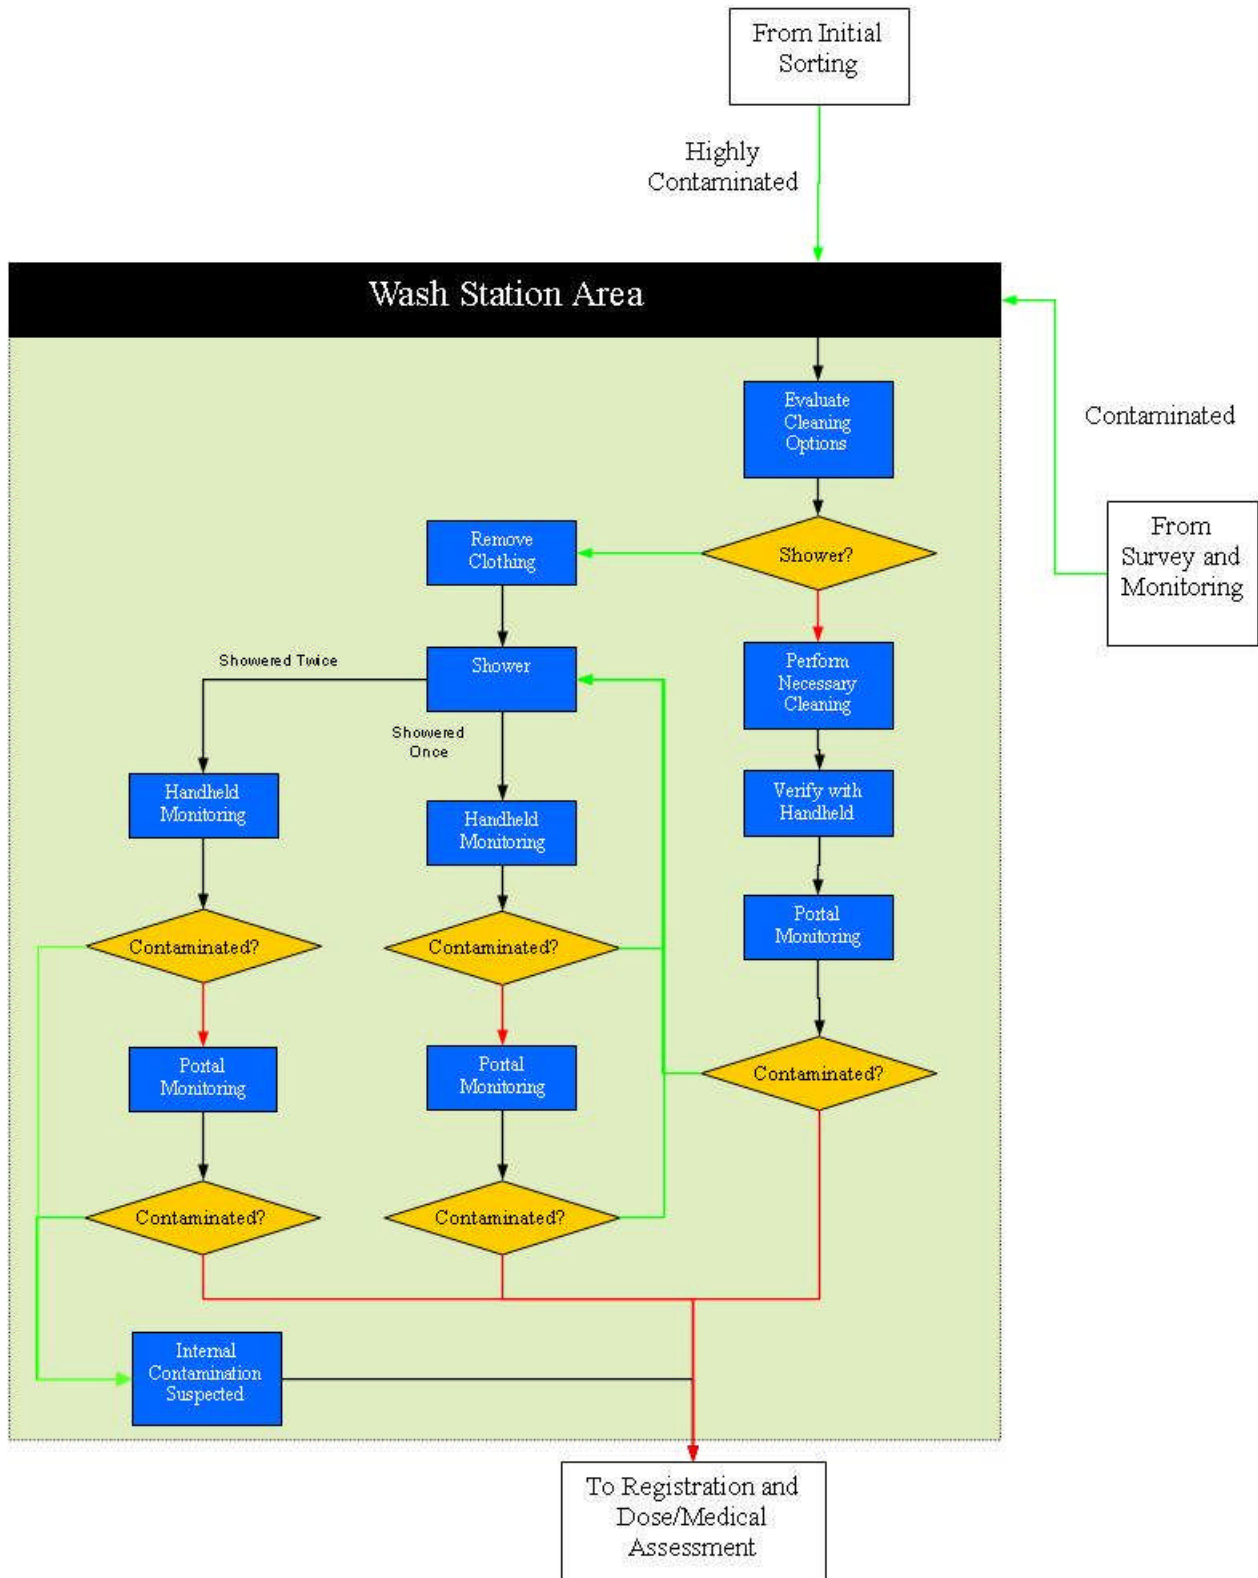 From Initial
Sorting
Highly
Contaminated
Wash Station Area
Evaluate
Cleaning
Options
Contaminated
From
Survey and
Monitoring
Remove
Clothing
Shower?
Showered Twice
Shower
Perform
Necessary
Cleaning
Showered
Once
Handheld
Monitoring
Handheld
Monitoring
Verify with
Handheld
Portal
Monitoring
Contaminated?
Contaminated?
Portal
Monitoring
Portal
Monitoring
Contaminated?
Contaminated?
Contaminated?
Internal
Contamination
Suspected
To Registration and
Dose/Medical
Assessment